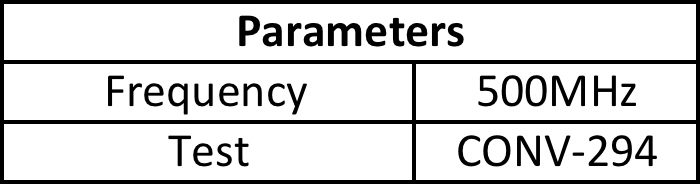 Parameters
Frequency 500MHz
Test CONV-294